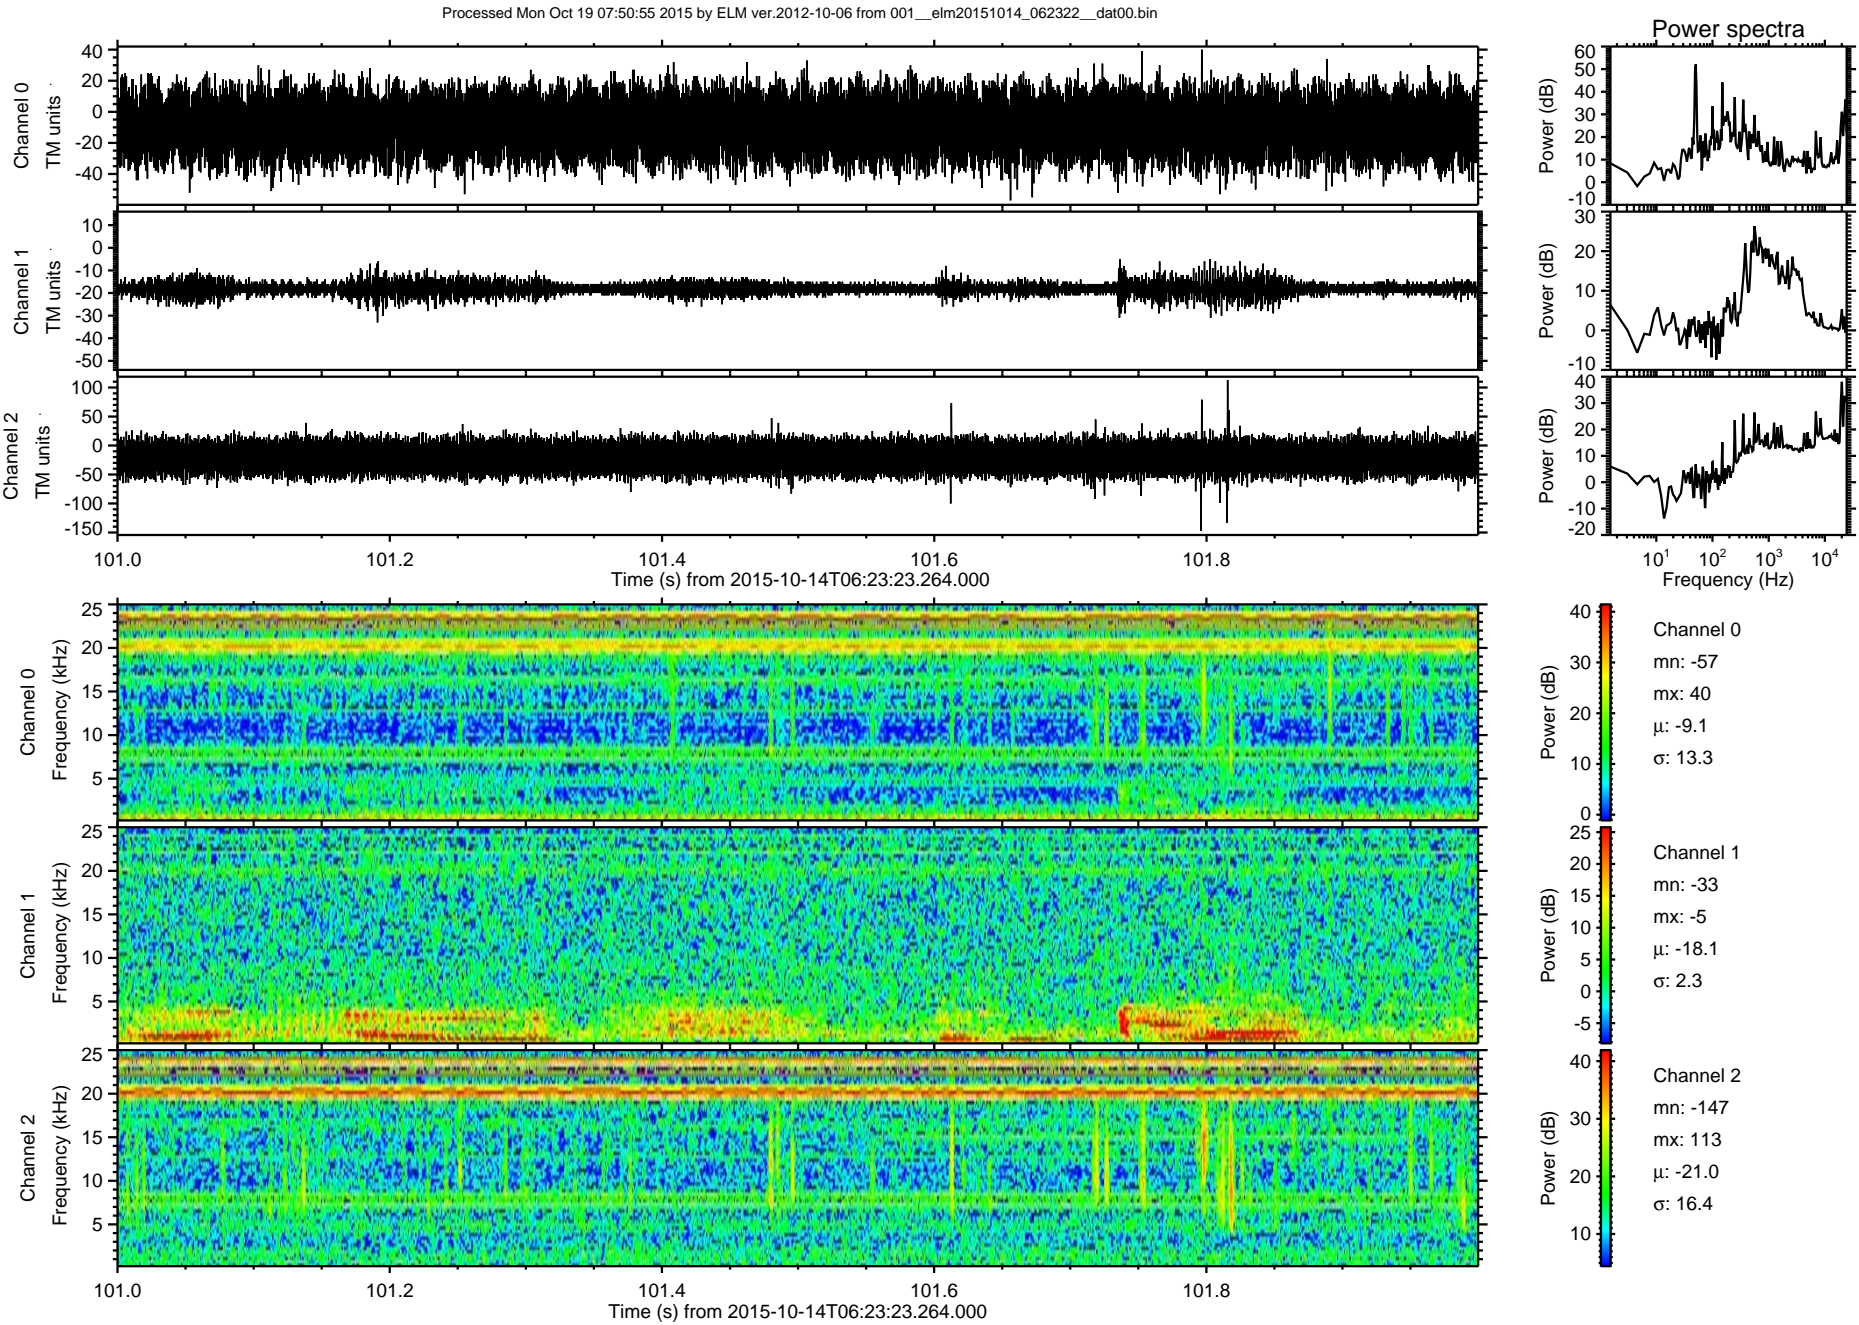 Processed Mon Oct 19 07:50:55 2015 by ELM ver.2012-10-06 from 001__elm20151014_062322__dat00.bin
Power spectra
Channel 0
TM units
40
20
0
-20
-40
Power (dB)
60
50
40
30
20
10
0
-10
Channel 1
TM units
10
0
-10
-20
-30
-40
-50
Power (dB)
30
20
10
0
-10
Channel 2
TM units
100
50
0
-50
-100
-150
Power (dB)
40
30
20
10
0
-10
-20
101.0 101.2 101.4 101.6 101.8
Time (s) from 2015-10-14T06:23:23.264.000
10¹ 10² 10³ 10⁴
Frequency (Hz)
Channel 0
Frequency (kHz)
25
20
15
10
5
Power (dB)
40
30
20
10
0
Channel 0
mn: -57
mx: 40
μ: -9.1
σ: 13.3
Channel 1
Frequency (kHz)
25
20
15
10
5
Power (dB)
25
20
15
10
5
0
-5
Channel 1
mn: -33
mx: -5
μ: -18.1
σ: 2.3
Channel 2
Frequency (kHz)
25
20
15
10
5
Power (dB)
40
30
20
10
Channel 2
mn: -147
mx: 113
μ: -21.0
σ: 16.4
101.0 101.2 101.4 101.6 101.8
Time (s) from 2015-10-14T06:23:23.264.000